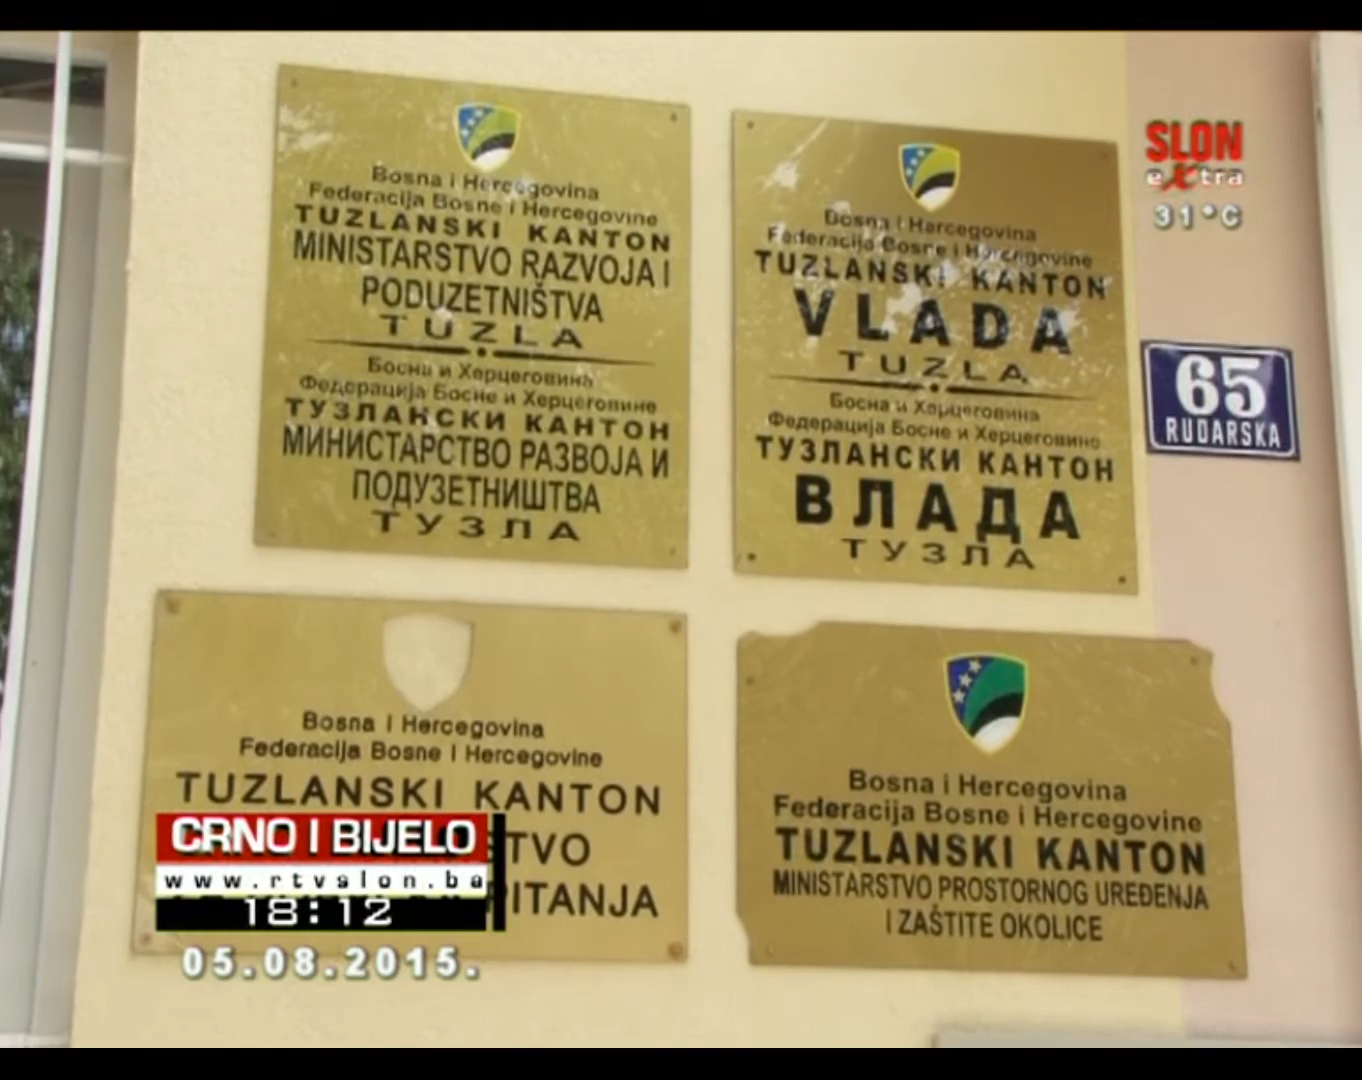 Bosna i Hercegovina
Federacija Bosne i Hercegovine
TUZLANSKI KANTON
MINISTARSTVO RAZVOJA I
PODUZETNIŠTVA
TUZLA
Босна и Херцеговина
Федерација Босне и Херцеговине
ТУЗЛАНСКИ КАНТОН
МИНИСТАРСТВО РАЗВОЈА И
ПОДУЗЕТНИШТВА
ТУЗЛА
Bosna i Hercegovina
Federacija Bosne i Hercegovine
TUZLANSKI KANTON
VLADA
TUZLA
Босна и Херцеговина
Федерација Босне и Херцеговине
ТУЗЛАНСКИ КАНТОН
ВЛАДА
ТУЗЛА
SLON
extra
31°C
65
RUDARSKA
Bosna i Hercegovina
Federacija Bosne i Hercegovine
TUZLANSKI KANTON
CRNO I BIJELO
www.rtvslon.ba
18:12
05.08.2015.
Bosna i Hercegovina
Federacija Bosne i Hercegovine
TUZLANSKI KANTON
MINISTARSTVO PROSTORNOG UREĐENJA
I ZAŠTITE OKOLICE